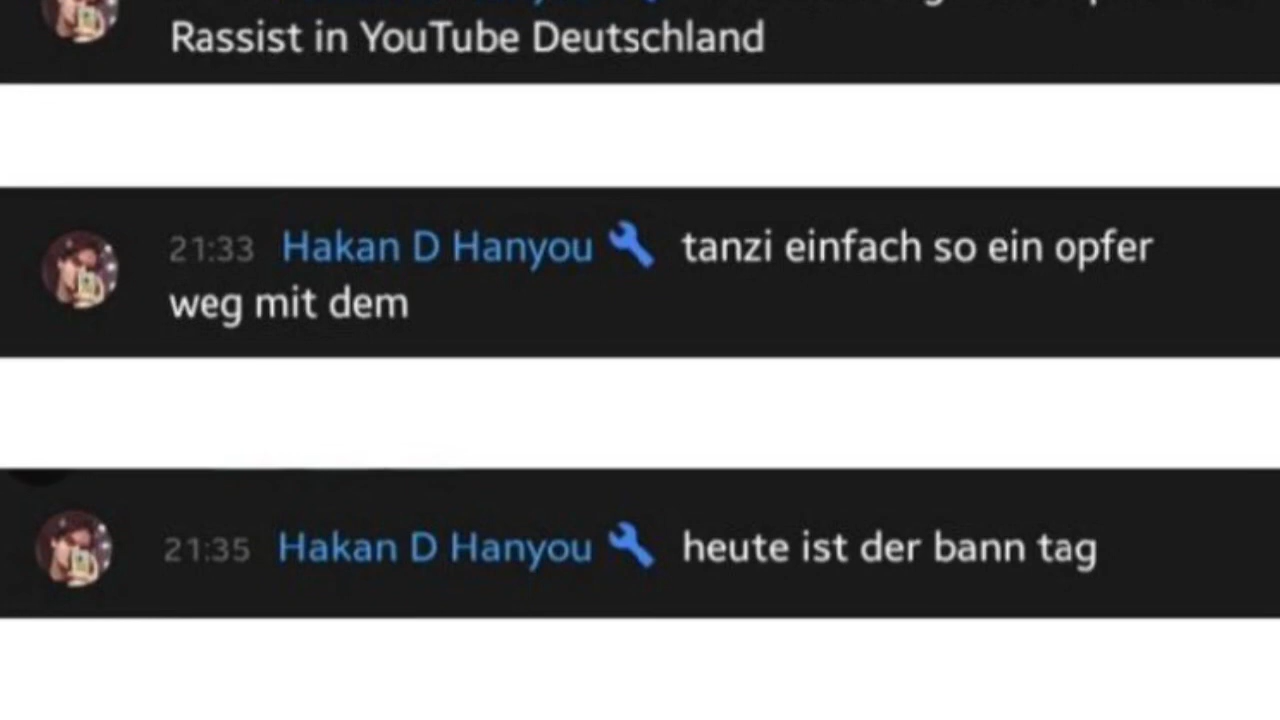 Rassist in YouTube Deutschland
21:33 Hakan D Hanyou tanzi einfach so ein opfer
weg mit dem
21:35 Hakan D Hanyou heute ist der bann tag